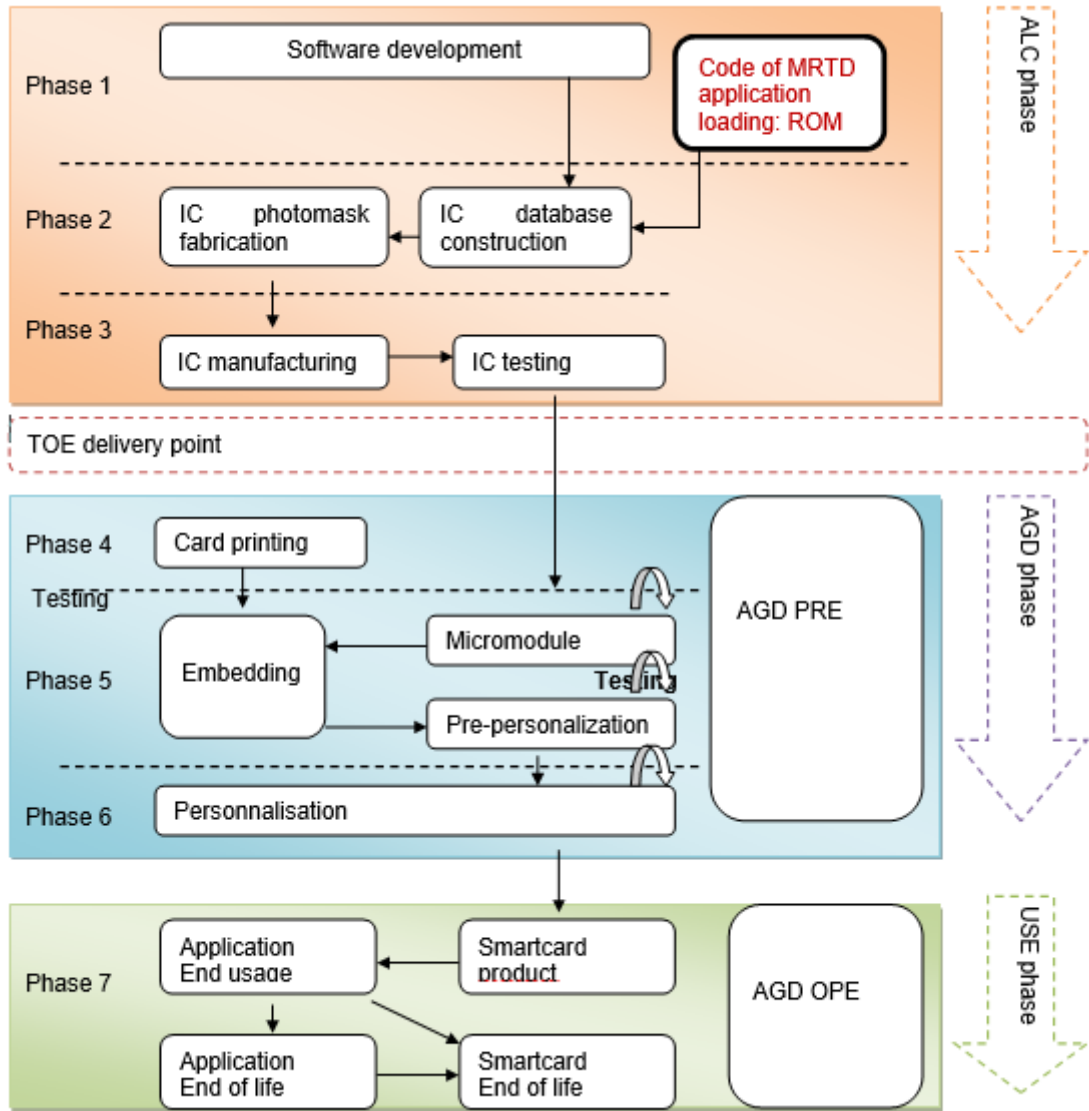 Software development
Phase 1
Code of MRTD
application
loading: ROM
ALC phase
Phase 2
IC photomask
fabrication
IC database
construction
Phase 3
IC manufacturing
IC testing
TOE delivery point
Phase 4
Card printing
AGD phase
Testing
AGD PRE
Micromodule
Embedding
Phase 5
Testing
Pre-personalization
Phase 6
Personnalisation
Application
End usage
Smartcard
product
USE phase
Phase 7
AGD OPE
Application
End of life
Smartcard
End of life